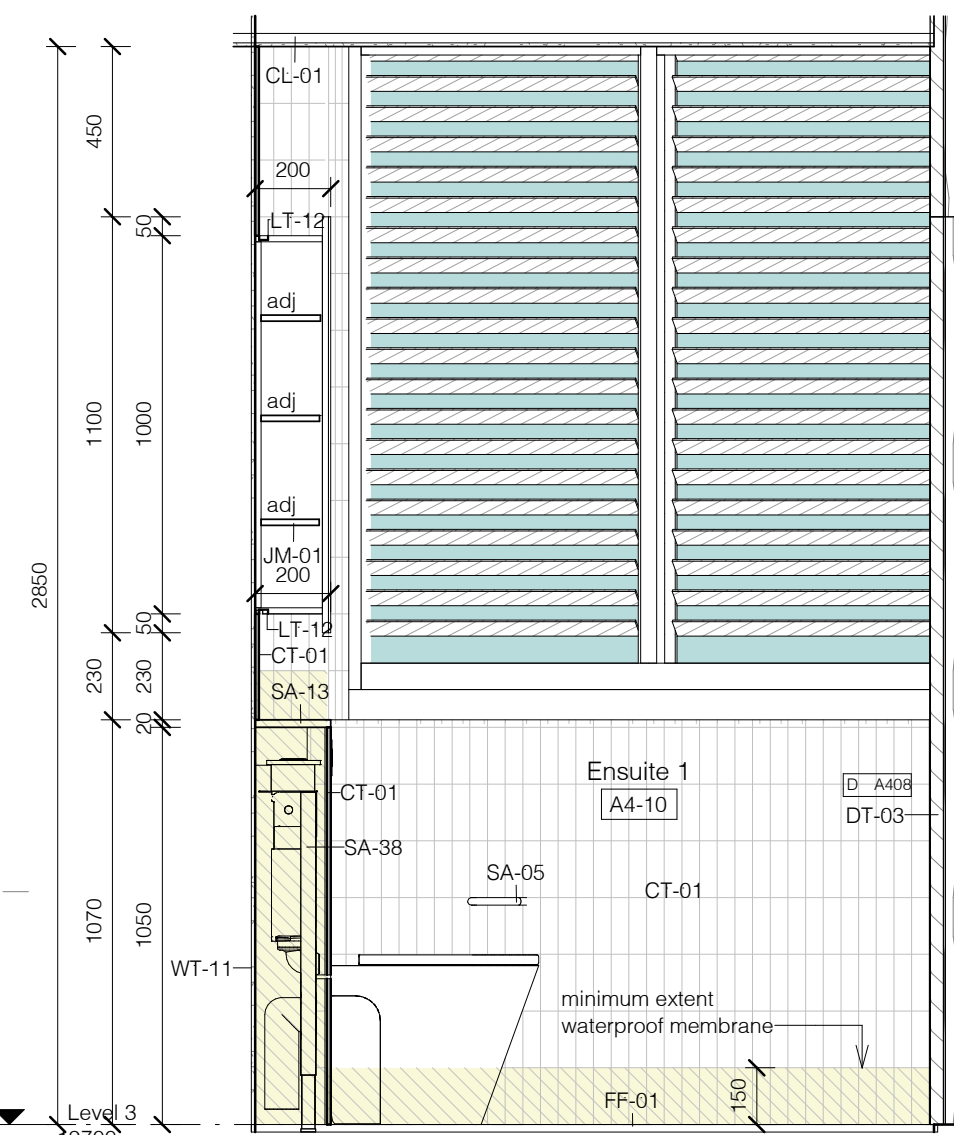 CL-01
450
200
50
LT-12
adj
adj
1100
1000
adj
JM-01
200
2850
50
LT-12
CT-01
230
230
SA-13
20
Ensuite 1
A4-10
D A408
DT-03
CT-01
SA-38
SA-05
CT-01
1070
1050
WT-11
minimum extent
waterproof membrane
150
FF-01
Level 3